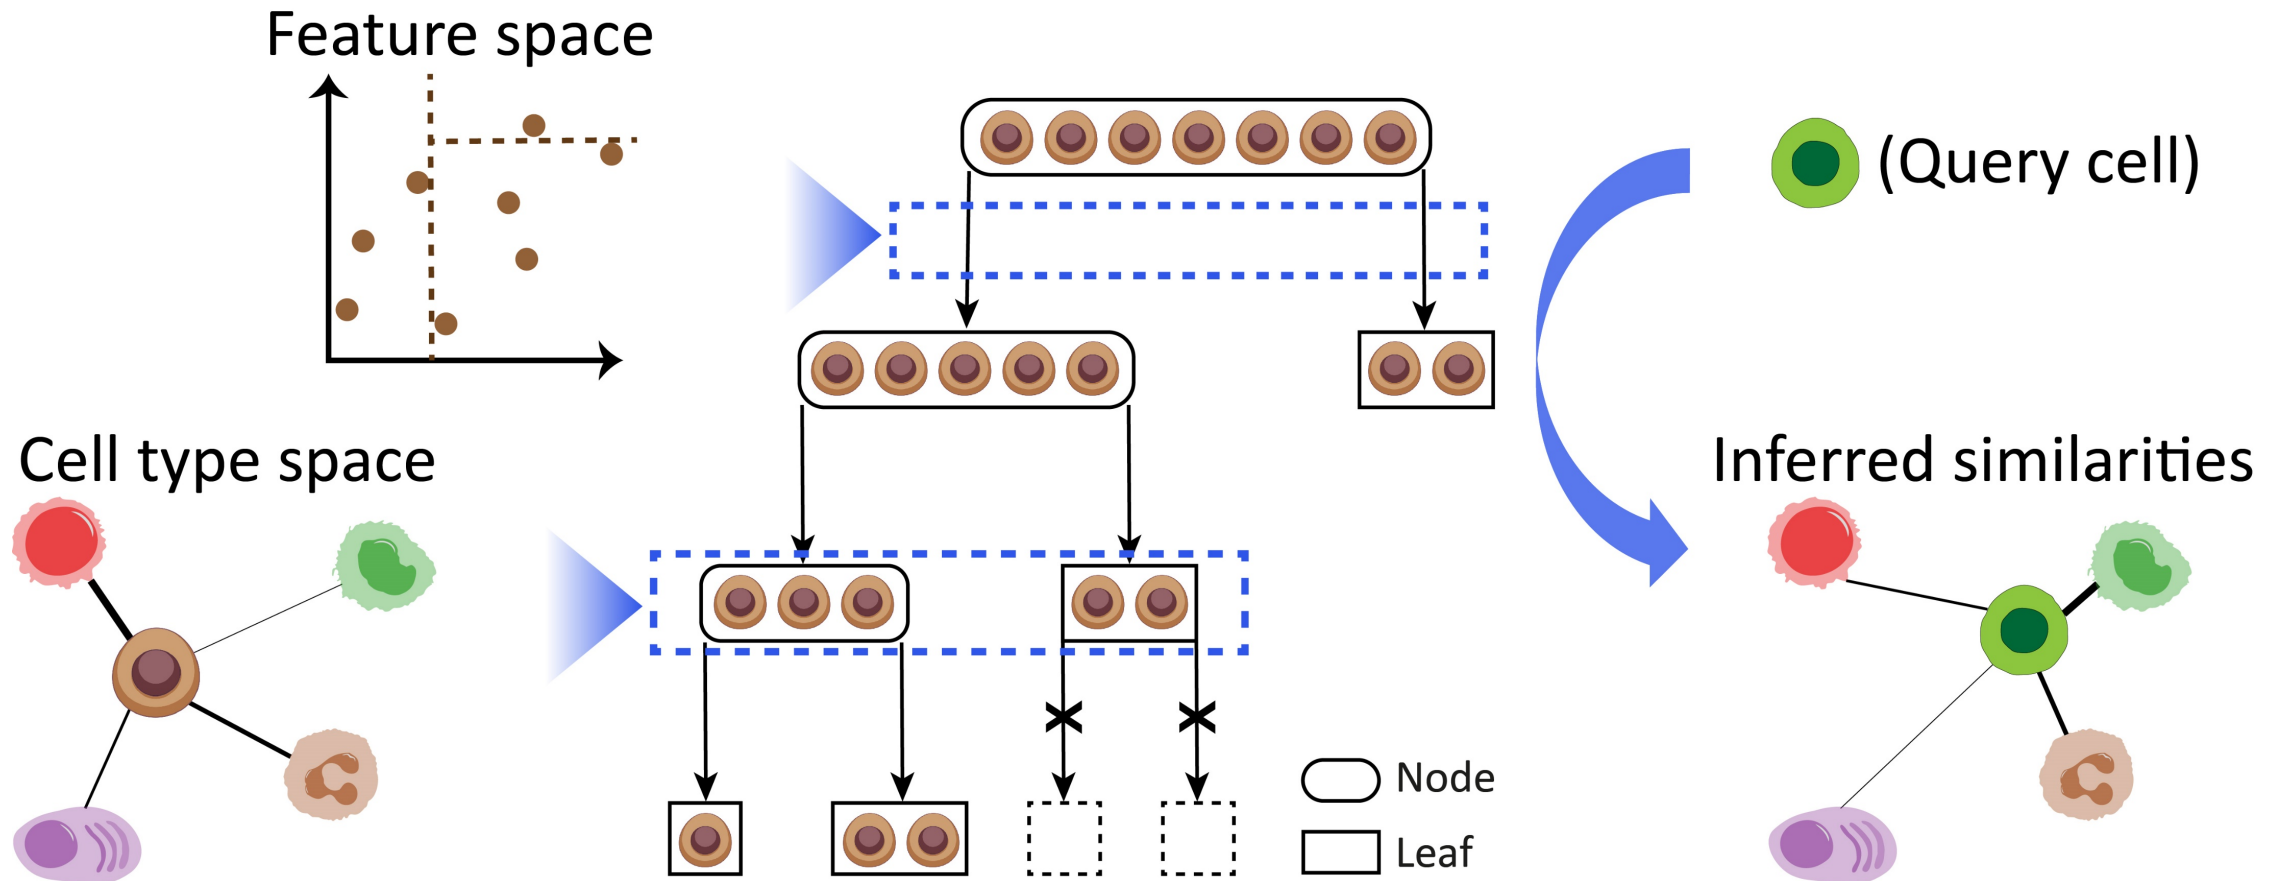 Feature space
(Query cell)
Cell type space
Inferred similarities
Node
Leaf